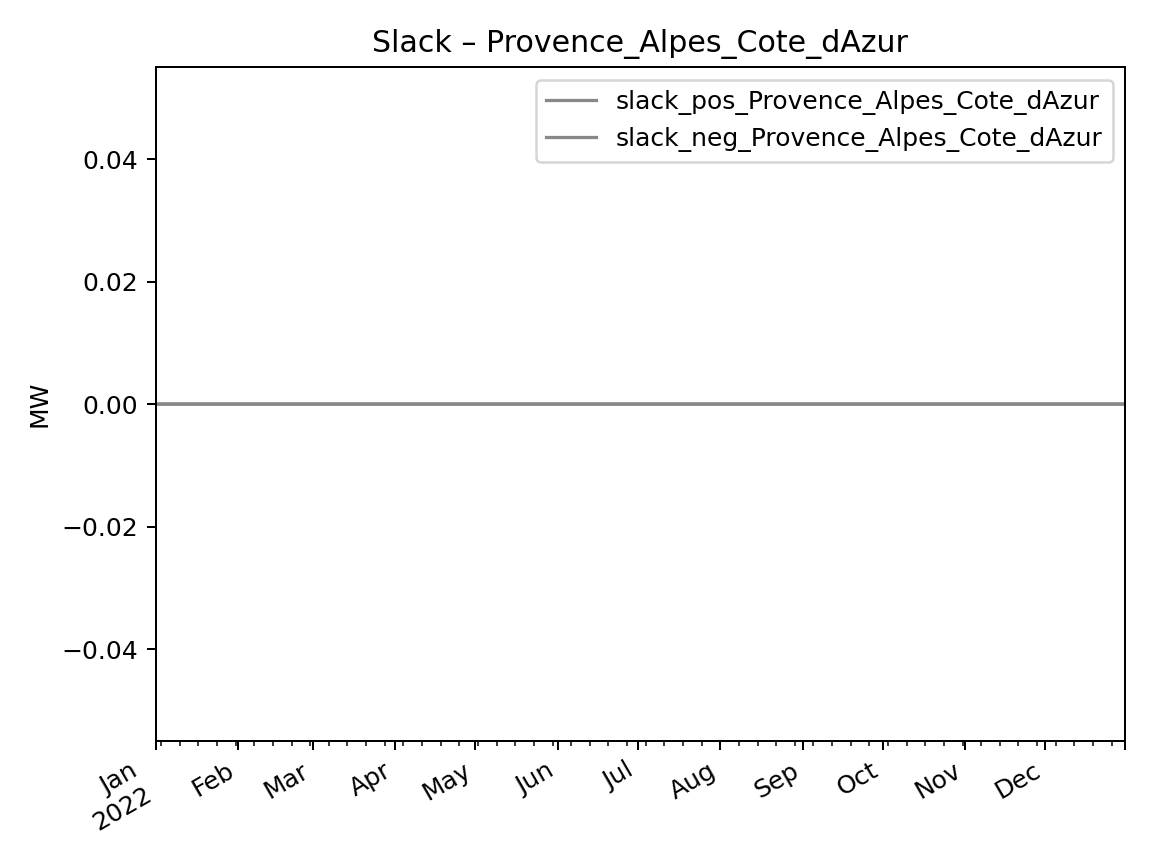 Slack – Provence_Alpes_Cote_dAzur
slack_pos_Provence_Alpes_Cote_dAzur
slack_neg_Provence_Alpes_Cote_dAzur
MW
0.04
0.02
0.00
−0.02
−0.04
Jan
2022
Feb
Mar
Apr
May
Jun
Jul
Aug
Sep
Oct
Nov
Dec